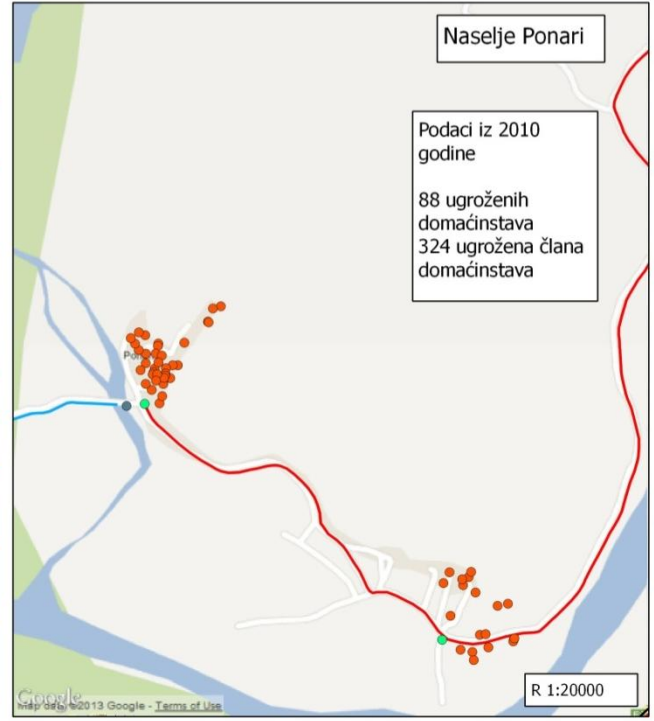 Naselje Ponari
Podaci iz 2010
godine
88 ugroženih
domaćinstava
324 ugrožena člana
domaćinstava
R 1:20000
Google
Map data ©2013 Google - Terms of Use